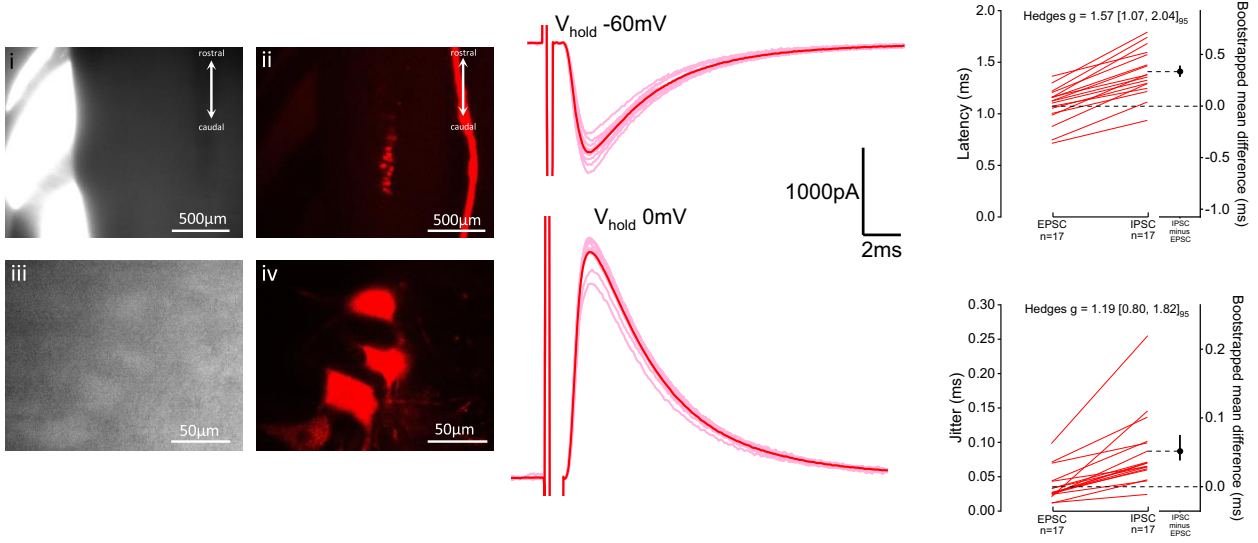 i
rostral
caudal
500µm
ii
rostral
caudal
500µm
iii
50µm
iv
50µm
Vhold -60mV
1000pA
2ms
Vhold 0mV
Hedges g = 1.57 [1.07, 2.04]95
Latency (ms)
2.0
1.5
1.0
0.5
0.0
EPSC
n=17
IPSC
n=17
IPSC
minus
EPSC
0.5
0.0
-0.5
-1.0
Bootstrapped mean difference (ms)
Hedges g = 1.19 [0.80, 1.82]95
Jitter (ms)
0.30
0.25
0.20
0.15
0.10
0.05
0.00
EPSC
n=17
IPSC
n=17
IPSC
minus
EPSC
0.2
0.1
0.0
Bootstrapped mean difference (ms)